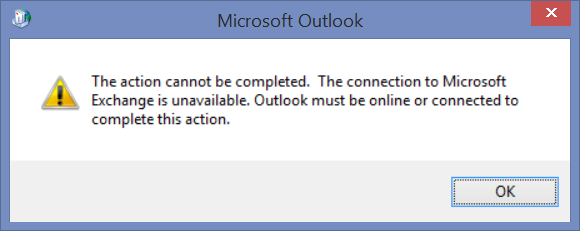 Microsoft Outlook
The action cannot be completed.  The connection to Microsoft
Exchange is unavailable. Outlook must be online or connected to
complete this action.
OK